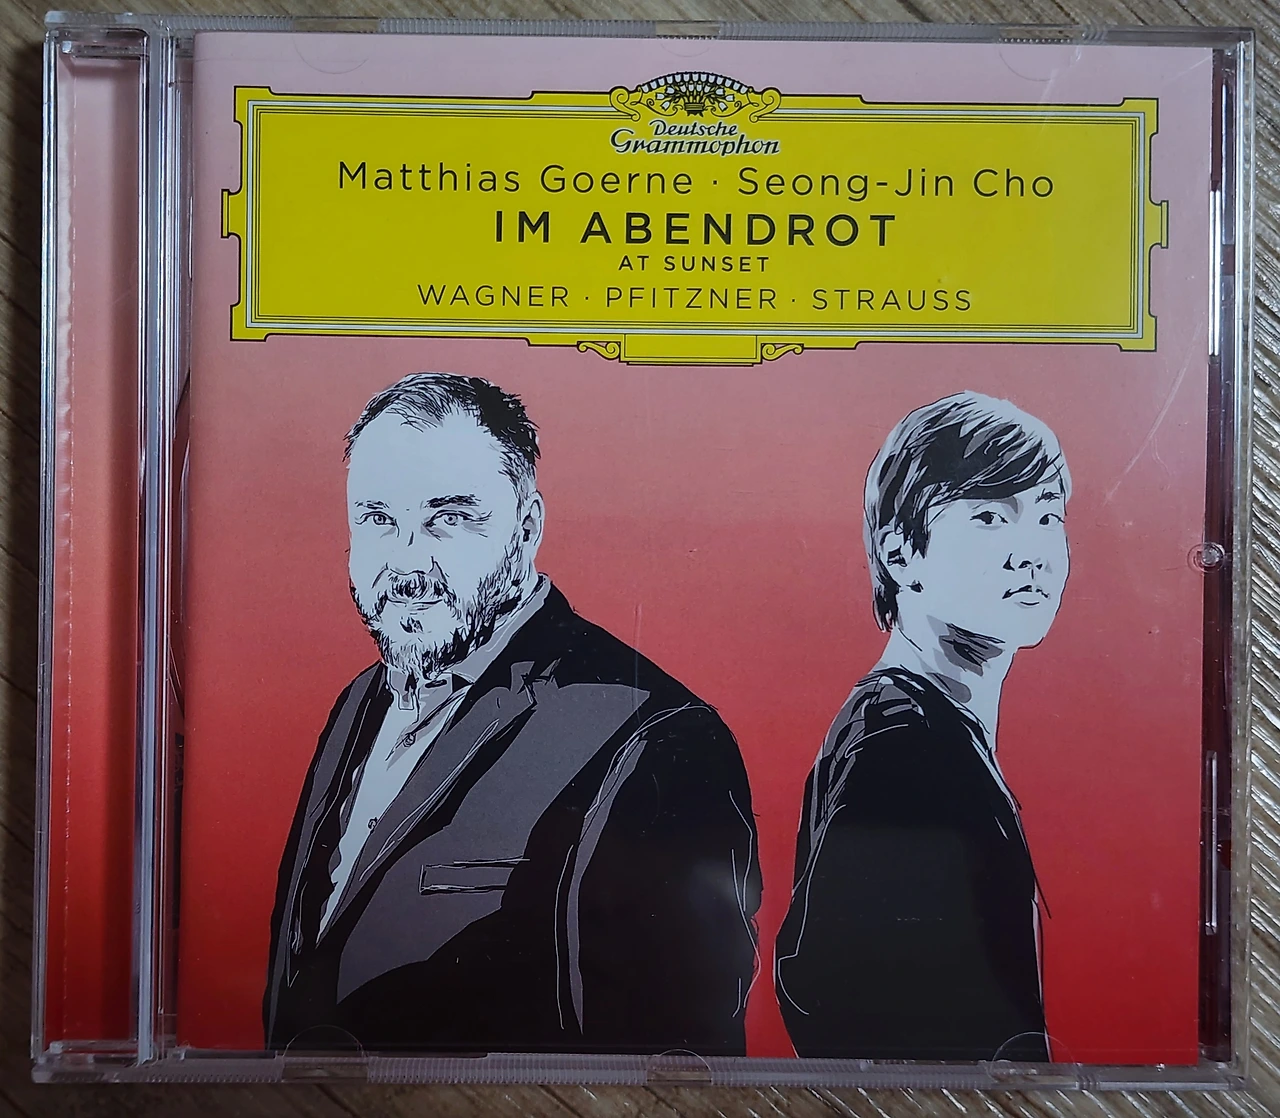 Deutsche
Grammophon
Matthias Goerne · Seong-Jin Cho
IM ABENDROT
AT SUNSET
WAGNER · PFITZNER · STRAUSS